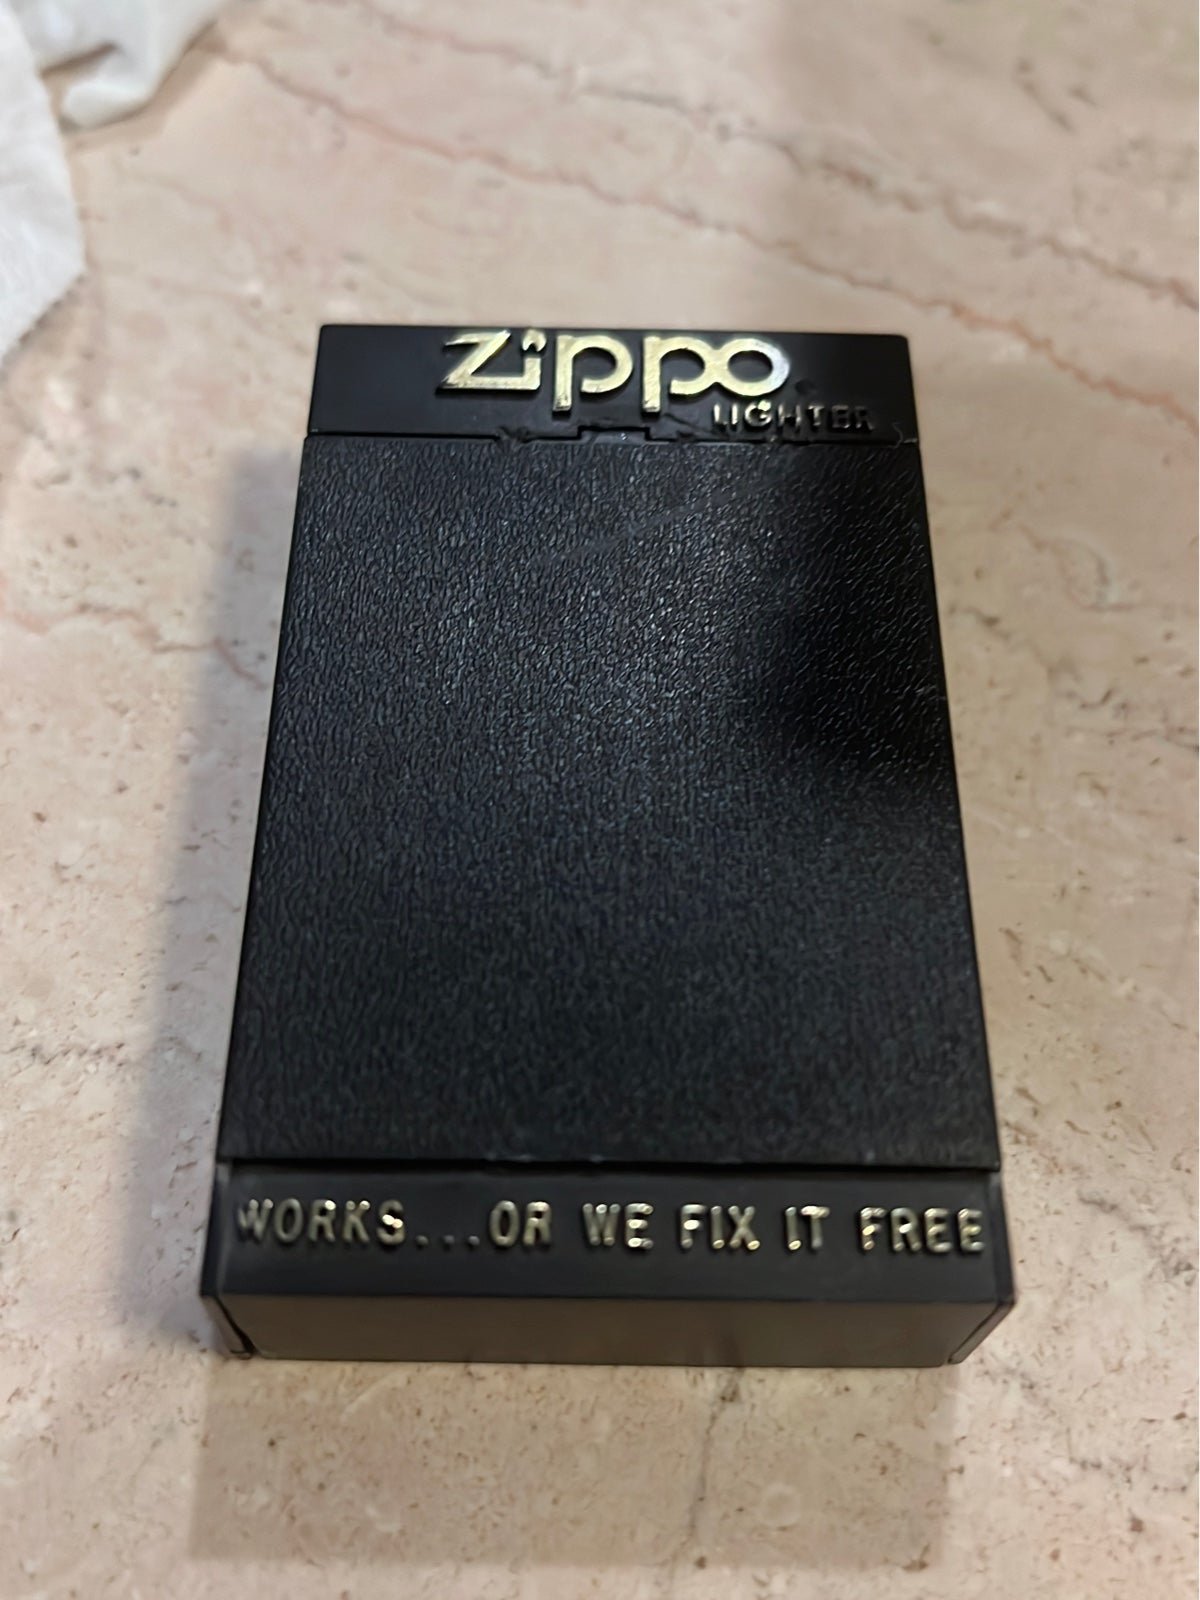 Zippo
LIGHTER
WORKS...OR WE FIX IT FREE